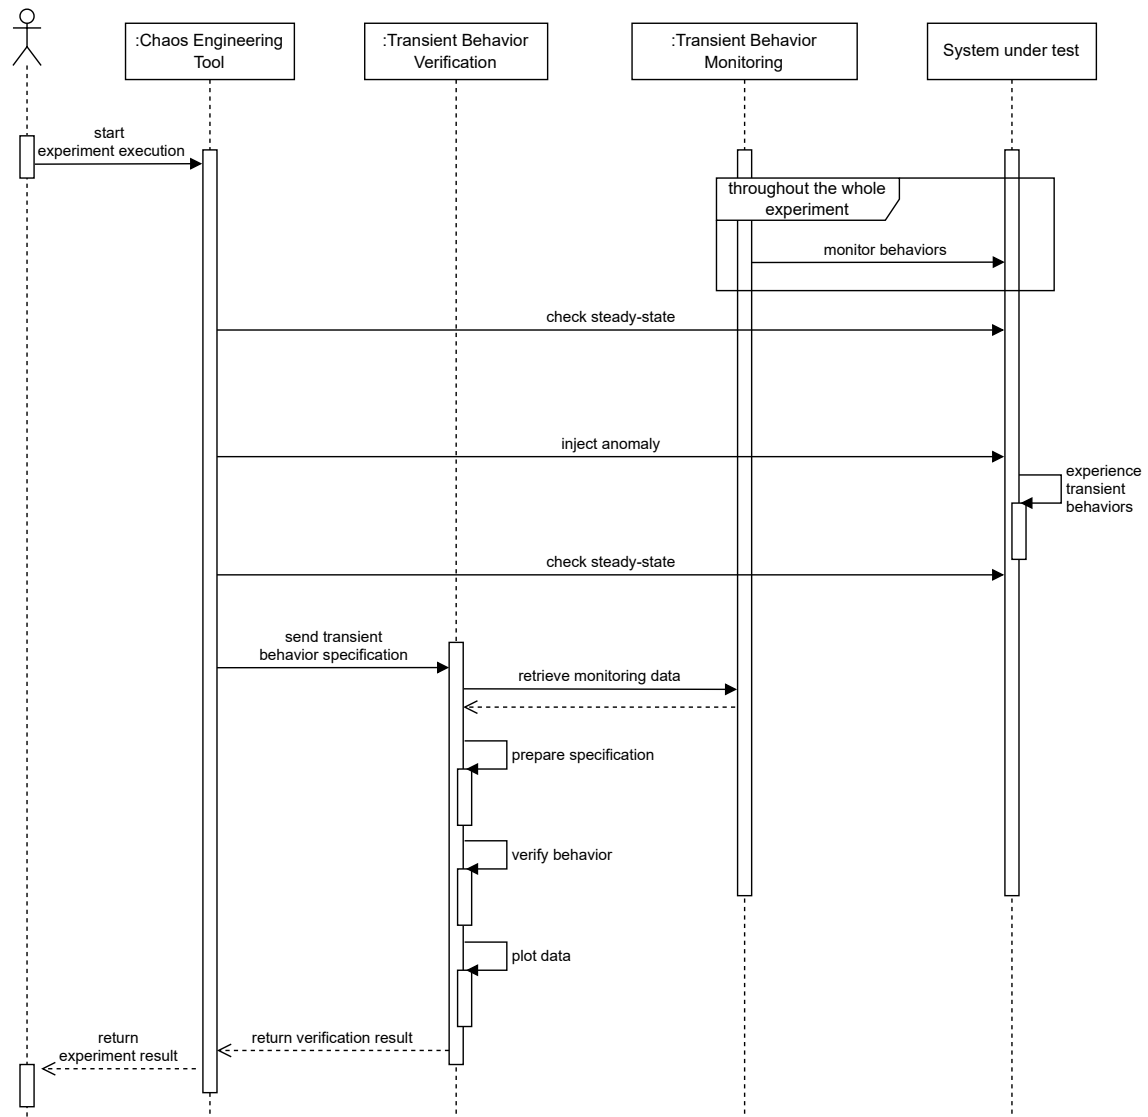 :Chaos Engineering
Tool
:Transient Behavior
Verification
:Transient Behavior
Monitoring
System under test
start
experiment execution
throughout the whole
experiment
monitor behaviors
check steady-state
inject anomaly
experience
transient
behaviors
check steady-state
send transient
behavior specification
retrieve monitoring data
prepare specification
verify behavior
plot data
return verification result
return
experiment result